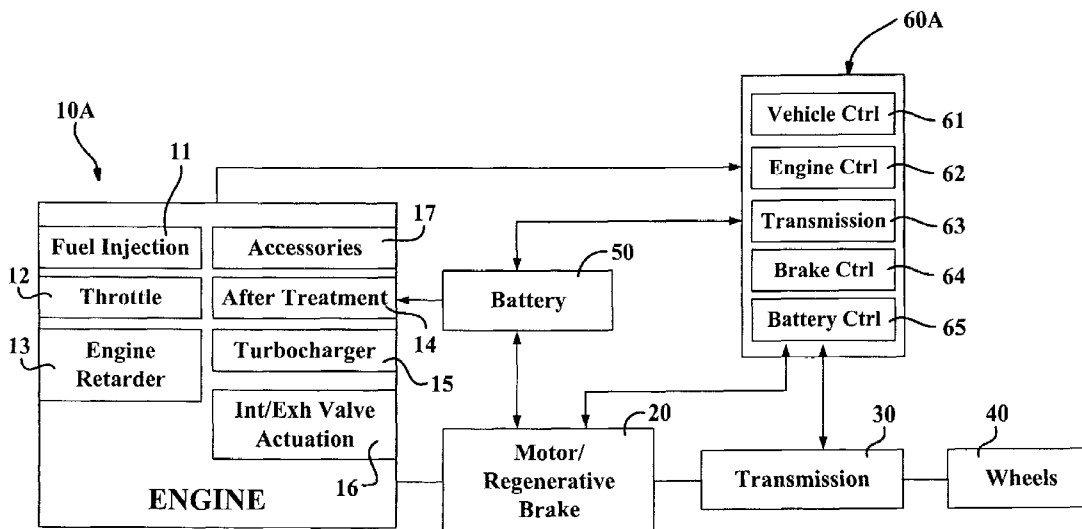 60A
10A
Vehicle Ctrl
61
11
Engine Ctrl
62
17
Transmission
63
Fuel Injection
Accessories
50
12
Throttle
After Treatment
14
Battery
Brake Ctrl
64
Battery Ctrl
65
13
Engine
Retarder
Turbocharger
15
Int/Exh Valve
Actuation
16
ENGINE
20
Motor/
Regenerative
Brake
30
Transmission
40
Wheels